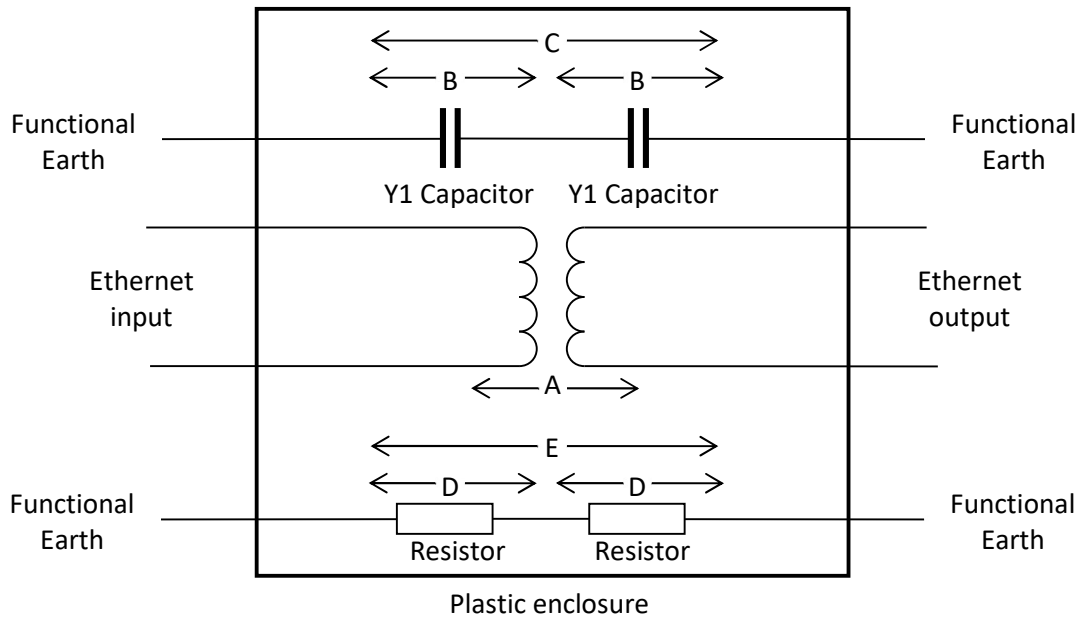 C
B
B
Functional
Earth
Functional
Earth
Y1 Capacitor
Y1 Capacitor
Ethernet
input
Ethernet
output
A
E
D
D
Functional
Earth
Functional
Earth
Resistor
Resistor
Plastic enclosure